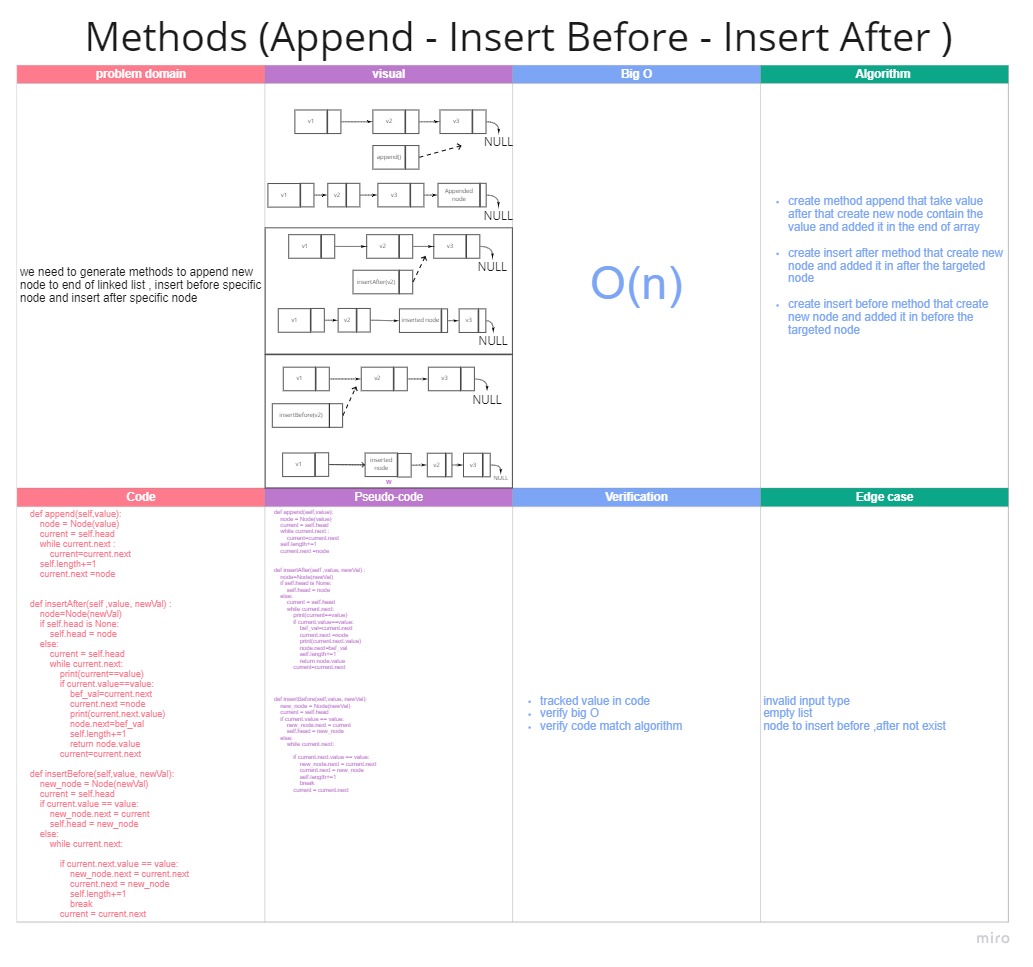 Methods (Append - Insert Before - Insert After )
problem domain
visual
Big O
Algorithm
we need to generate methods to append new
node to end of linked list , insert before specific
node and insert after specific node
v1
v2
v3
NULL
append()
v1
v2
v3
Appended
node
NULL
v1
v2
v3
NULL
insertAfter(v2)
v1
v2
inserted node
v3
NULL
v1
v2
v3
NULL
insertBefore(v2)
v1
inserted
node
v2
v3
NULL
w
O(n)
create method append that take value
after that create new node contain the
value and added it in the end of array
create insert after method that create new
node and added it in after the targeted
node
create insert before method that create
new node and added it in before the
targeted node
Code
Pseudo-code
Verification
Edge case
def append(self,value):
node = Node(value)
current = self.head
while current.next :
current=current.next
self.length+=1
current.next =node
def insertAfter(self ,value, newVal) :
node=Node(newVal)
if self.head is None:
self.head = node
else:
current = self.head
while current.next:
print(current==value)
if current.value==value:
bef_val=current.next
current.next =node
print(current.next.value)
node.next=bef_val
self.length+=1
return node.value
current=current.next
def insertBefore(self,value, newVal):
new_node = Node(newVal)
current = self.head
if current.value == value:
new_node.next = current
self.head = new_node
else:
while current.next:
if current.next.value == value:
new_node.next = current.next
current.next = new_node
self.length+=1
break
current = current.next
def append(self,value):
node = Node(value)
current = self.head
while current.next :
current=current.next
self.length+=1
current.next =node
def insertAfter(self ,value, newVal) :
node=Node(newVal)
if self.head is None:
self.head = node
else:
current = self.head
while current.next:
print(current==value)
if current.value==value:
bef_val=current.next
current.next =node
print(current.next.value)
node.next=bef_val
self.length+=1
return node.value
current=current.next
def insertBefore(self,value, newVal):
new_node = Node(newVal)
current = self.head
if current.value == value:
new_node.next = current
self.head = new_node
else:
while current.next:
if current.next.value == value:
new_node.next = current.next
current.next = new_node
self.length+=1
break
current = current.next
tracked value in code
verify big O
verify code match algorithm
invalid input type
empty list
node to insert before ,after not exist
miro